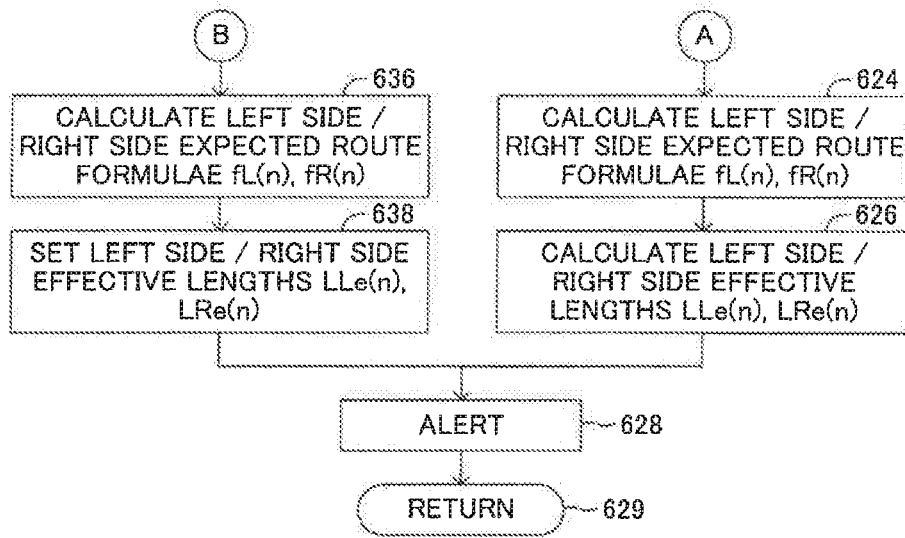 B
A
636
CALCULATE LEFT SIDE /
RIGHT SIDE EXPECTED ROUTE
FORMULAE fL(n), fR(n)
624
CALCULATE LEFT SIDE /
RIGHT SIDE EXPECTED ROUTE
FORMULAE fL(n), fR(n)
638
SET LEFT SIDE / RIGHT SIDE
EFFECTIVE LENGTHS LLe(n),
LRe(n)
626
CALCULATE LEFT SIDE /
RIGHT SIDE EFFECTIVE
LENGTHS LLe(n), LRe(n)
ALERT
628
RETURN
629